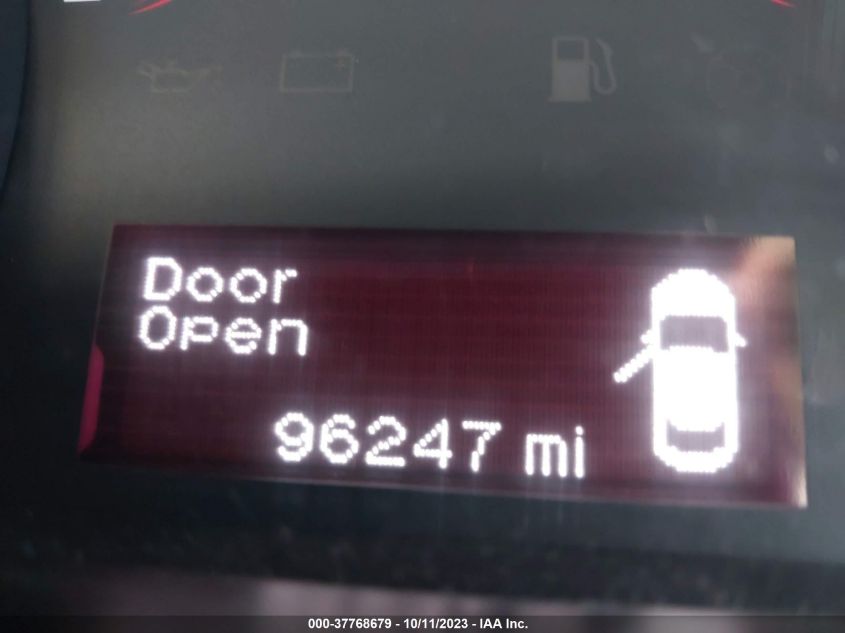 Door
Open
96247 mi
000-37768679 - 10/11/2023 - IAA Inc.